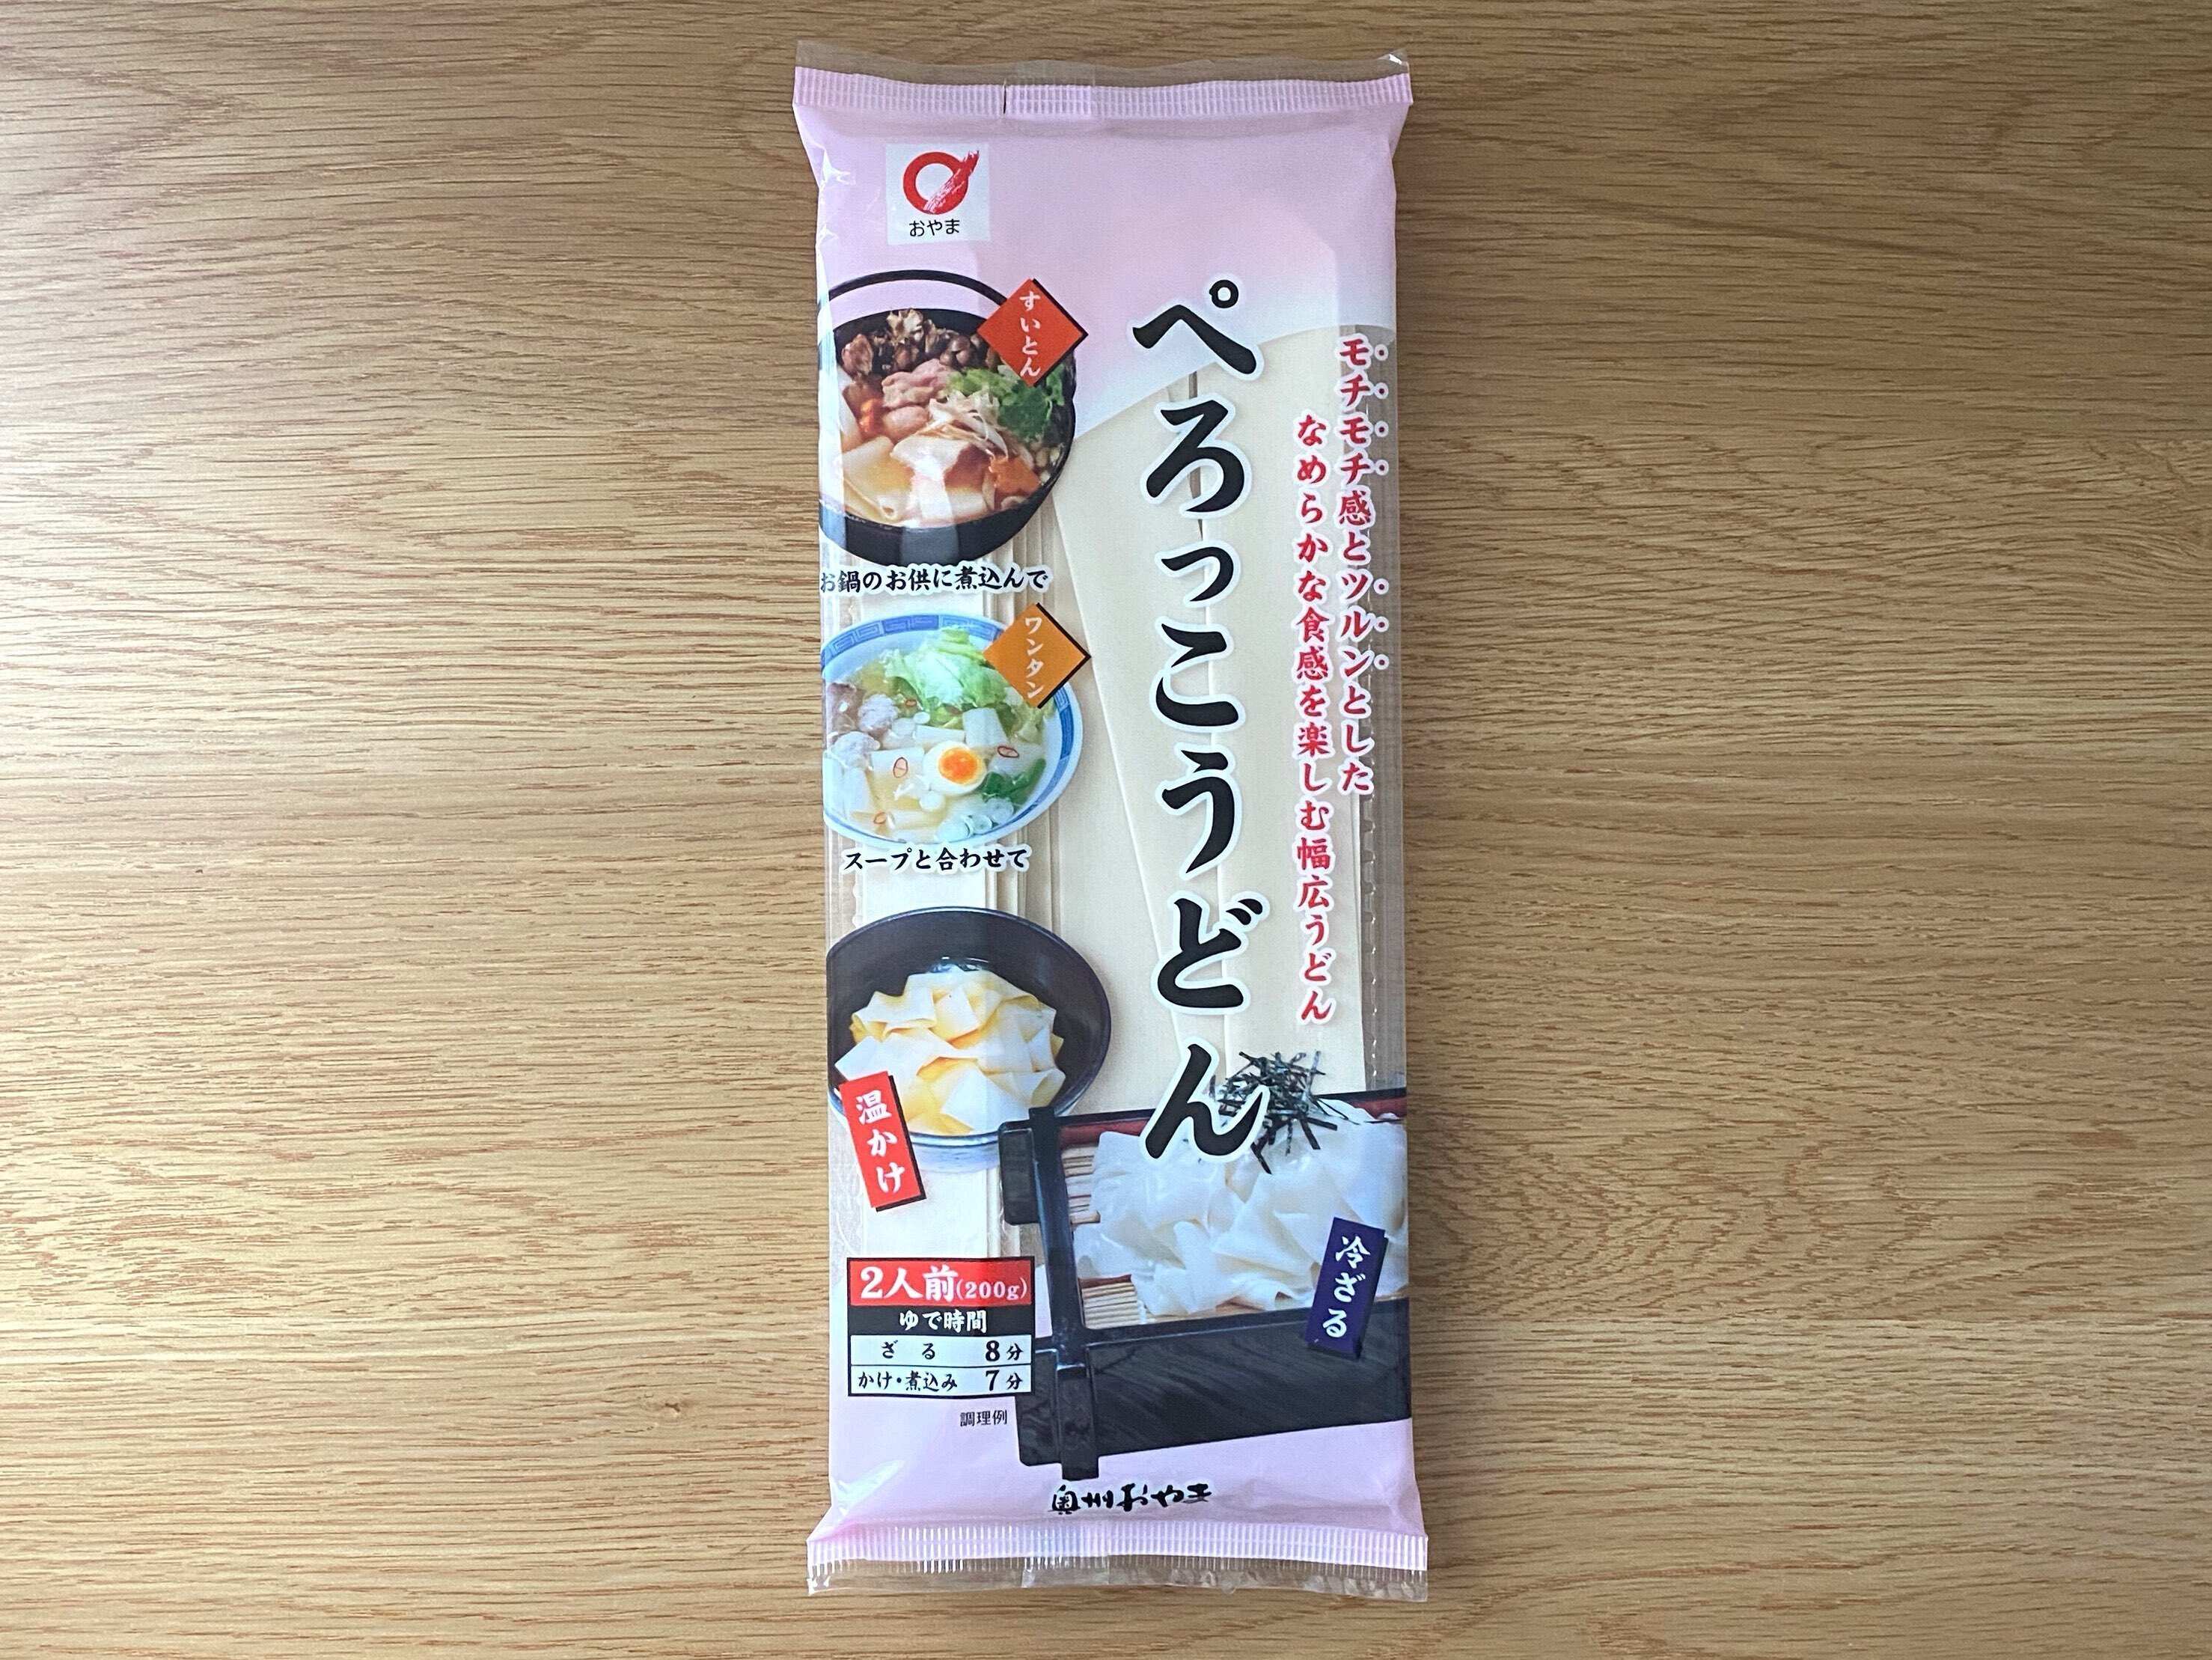 おやま
モチモチ感とツルンとした
なめらかな食感を楽しむ幅広うどん
ぺろっこうどん
すいとん
お鍋のお供に煮込んで
ワンタン
スープと合わせて
温かけ
冷ざる
2人前(200g)
ゆで時間
ざる 8分
かけ・煮込み 7分
調理例
奥州おやま